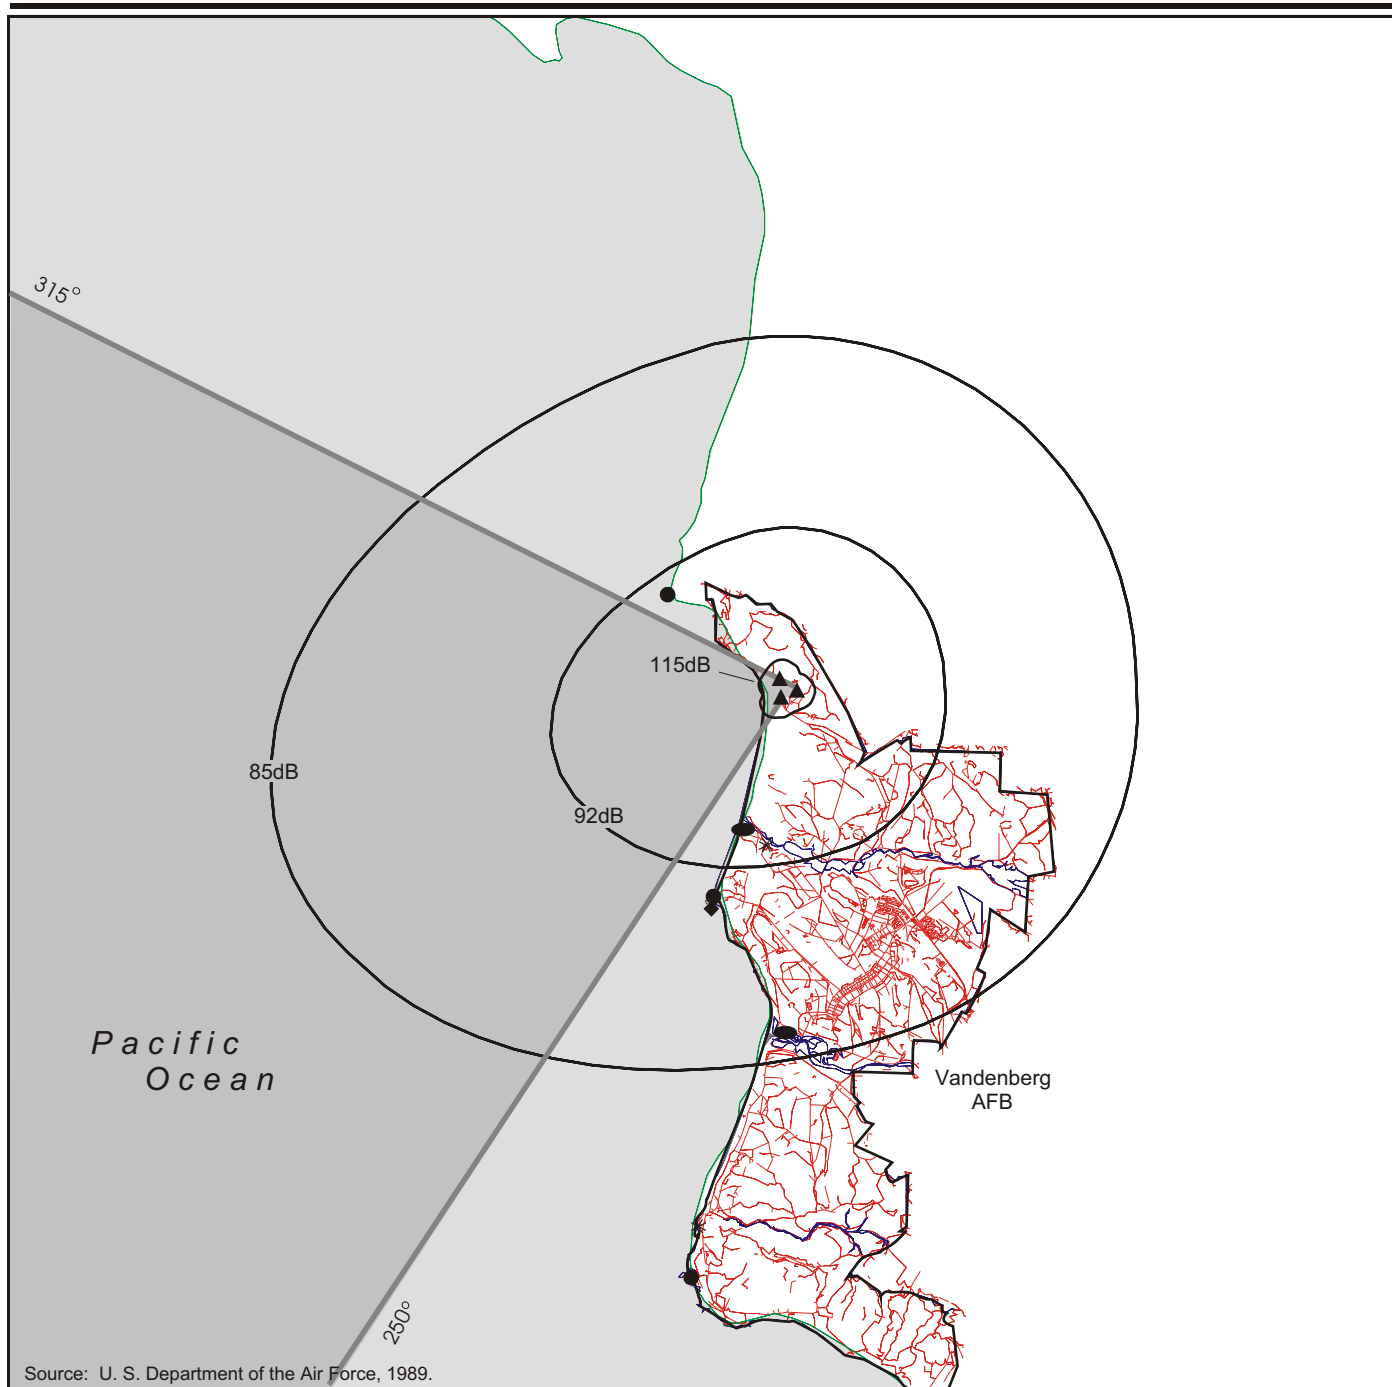 315°
115dB
85dB
92dB
Pacific
Ocean
Vandenberg
AFB
250°
Source: U. S. Department of the Air Force, 1989.